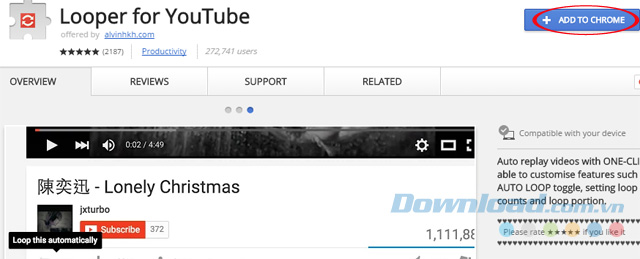 Looper for YouTube
offered by alvinhkh.com
★★★★★ (2187) Productivity 272,741 users
+ ADD TO CHROME
OVERVIEW REVIEWS SUPPORT RELATED
0:02 / 4:49
陳奕迅 - Lonely Christmas
jxturbo
Subscribe 372
1,111,88
Loop this automatically
Compatible with your device
Auto replay videos with ONE-CLI
able to customise features such
AUTO LOOP toggle, setting loop
counts and loop portion.
♥♥♥♥♥♥♥♥♥♥♥♥♥♥♥♥♥♥♥♥♥♥♥♥
Please rate ★★★★★ if you like it
♥♥♥♥♥♥♥♥♥♥♥♥♥♥♥♥♥♥♥♥♥♥♥♥
Download.com.vn